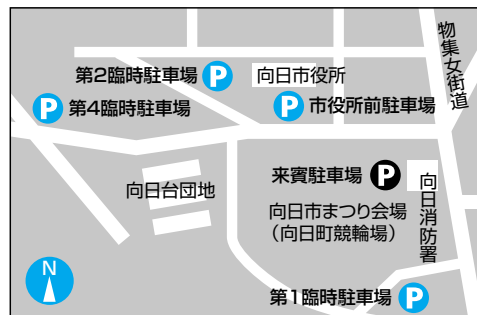 物集女街道
第2臨時駐車場 P
向日市役所
P 第4臨時駐車場
P 市役所前駐車場
来賓駐車場 P
向日消防署
向日台団地
向日市まつり会場
(向日町競輪場)
N
第1臨時駐車場 P